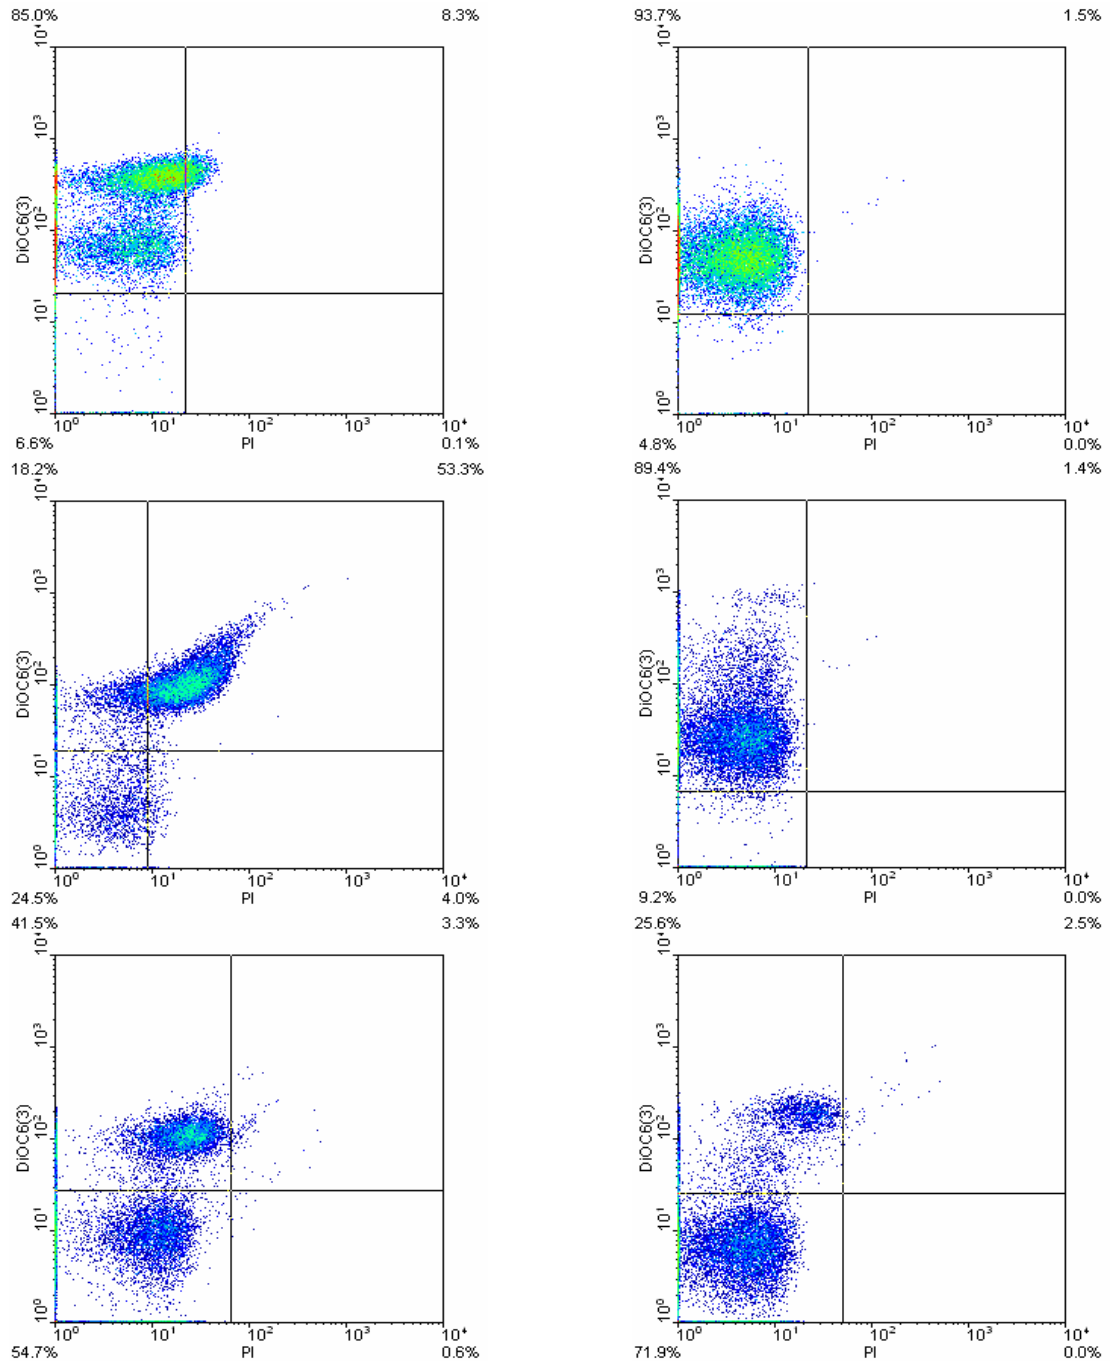 85.0% 8.3%
10⁴
10³
10²
10¹
10⁰
DiOC6(3)
10⁰ 10¹ 10² 10³ 10⁴
PI
6.6% 0.1%
93.7% 1.5%
10⁴
10³
10²
10¹
10⁰
DiOC6(3)
10⁰ 10¹ 10² 10³ 10⁴
PI
4.8% 0.0%
18.2% 53.3%
10⁴
10³
10²
10¹
10⁰
DiOC6(3)
10⁰ 10¹ 10² 10³ 10⁴
PI
24.5% 4.0%
89.4% 1.4%
10⁴
10³
10²
10¹
10⁰
DiOC6(3)
10⁰ 10¹ 10² 10³ 10⁴
PI
9.2% 0.0%
41.5% 3.3%
10⁴
10³
10²
10¹
10⁰
DiOC6(3)
10⁰ 10¹ 10² 10³ 10⁴
PI
54.7% 0.6%
25.6% 2.5%
10⁴
10³
10²
10¹
10⁰
DiOC6(3)
10⁰ 10¹ 10² 10³ 10⁴
PI
71.9% 0.0%